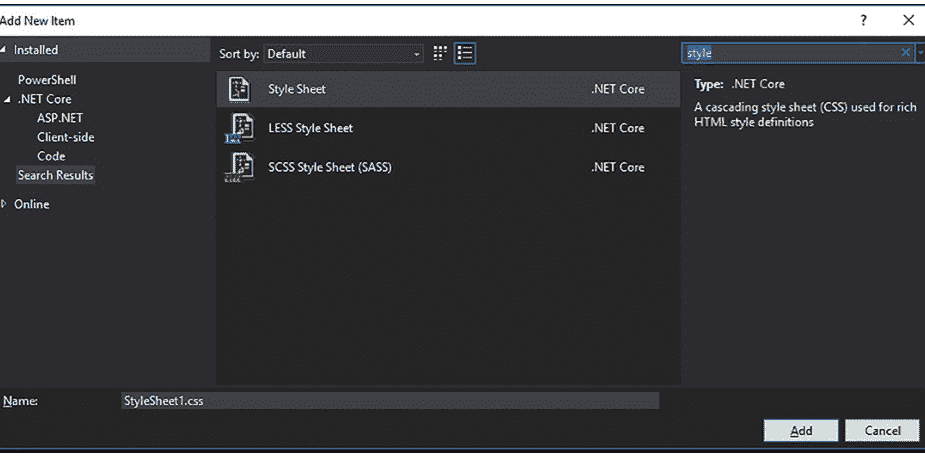 Add New Item
? 
Installed
Sort by: Default
style
PowerShell
.NET Core
ASP.NET
Client-side
Code
Search Results
Online
Style Sheet .NET Core
LESS Style Sheet .NET Core
SCSS Style Sheet (SASS) .NET Core
Type: .NET Core
A cascading style sheet (CSS) used for rich
HTML style definitions
Name: StyleSheet1.css
Add Cancel